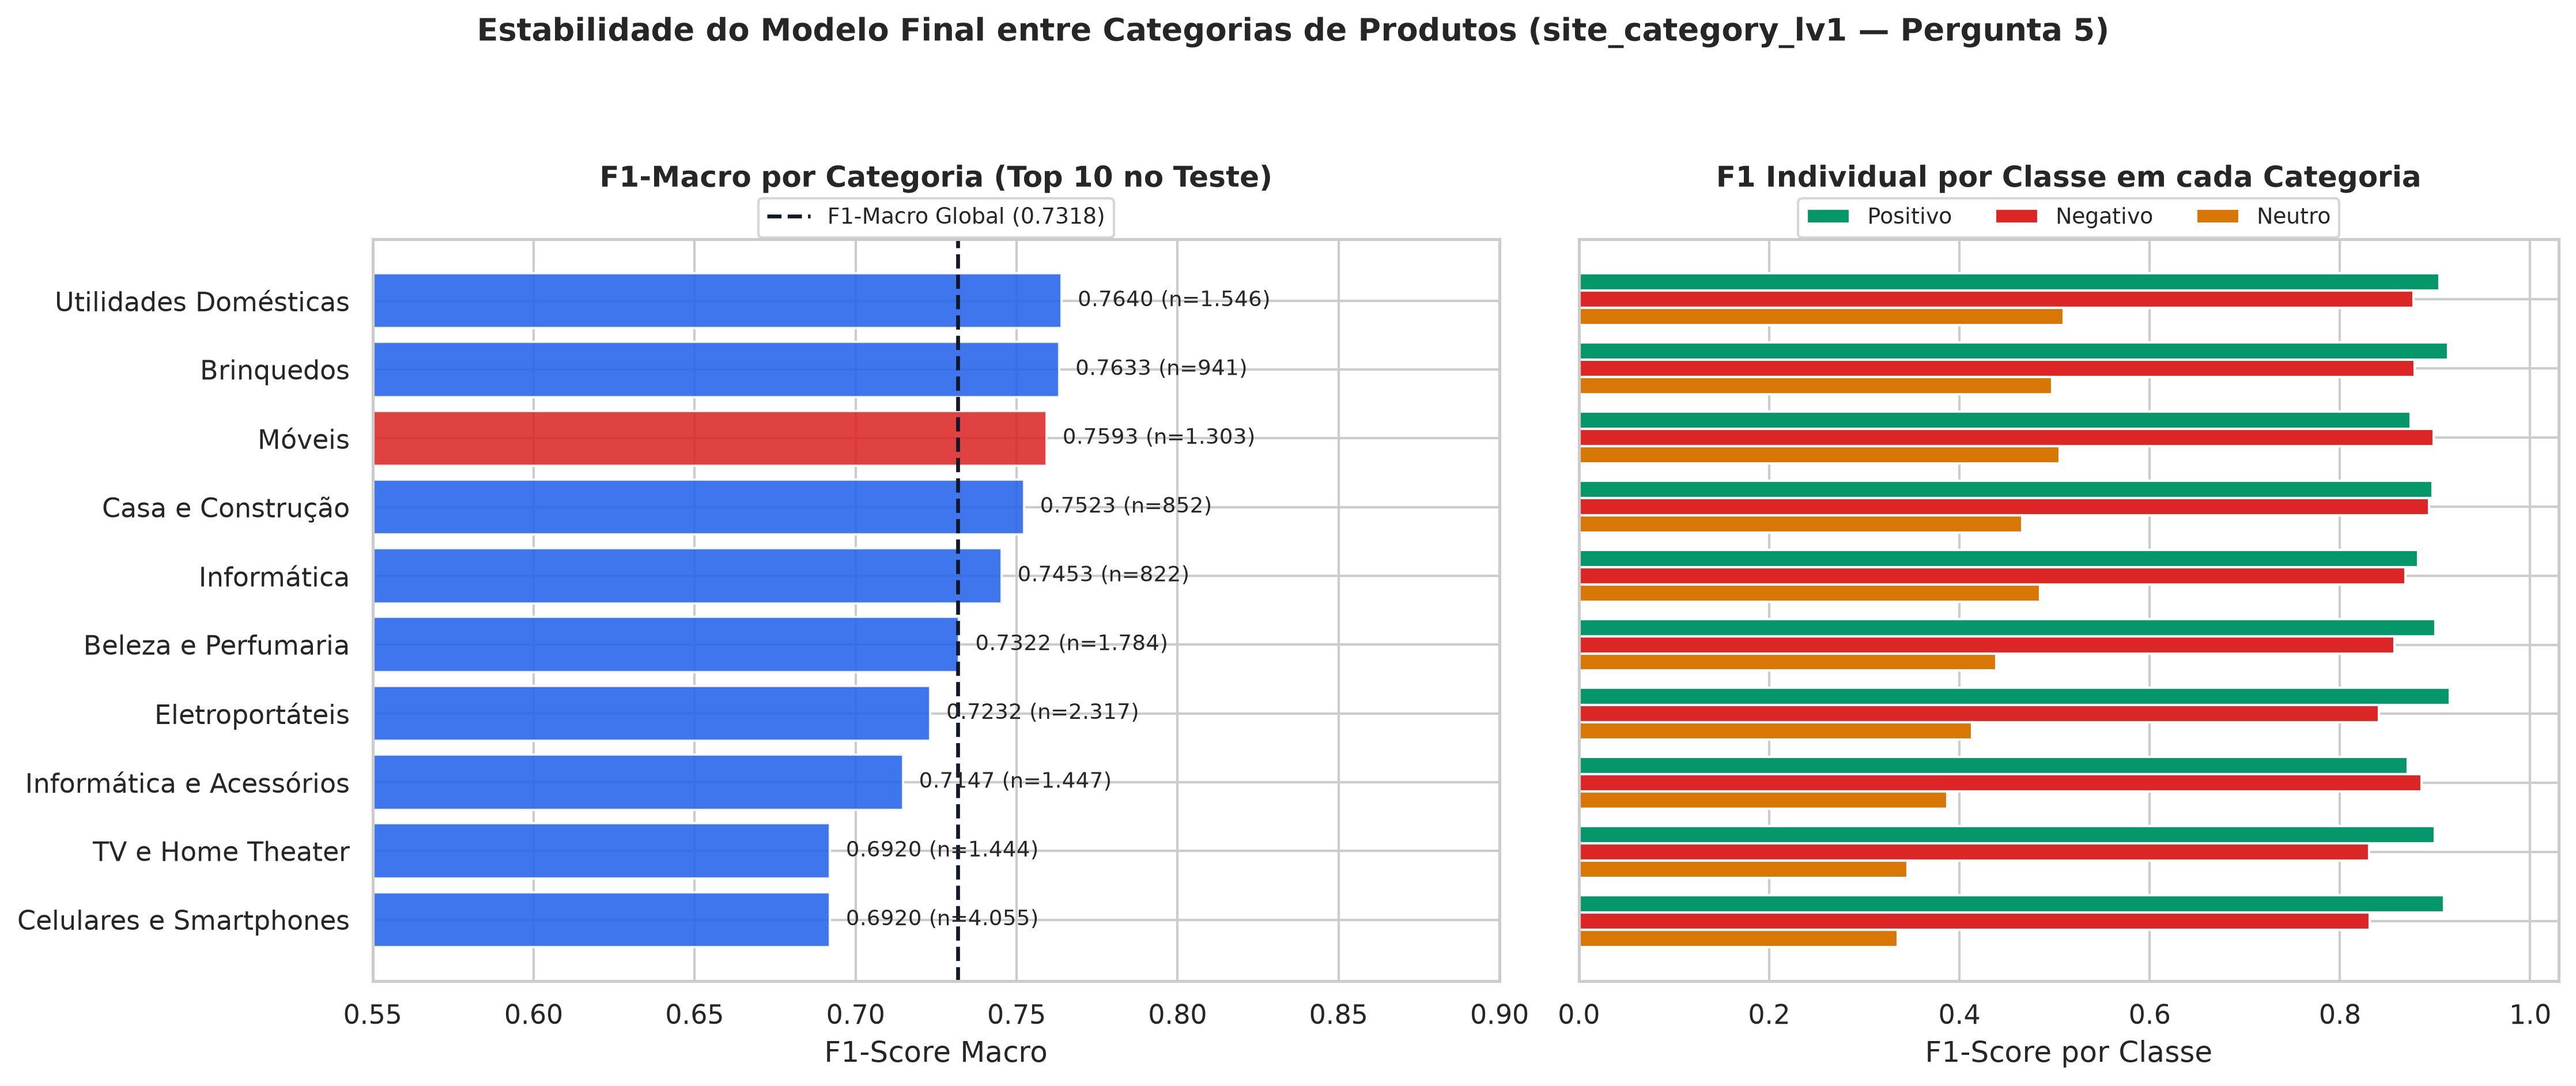 Estabilidade do Modelo Final entre Categorias de Produtos (site_category_lv1 — Pergunta 5)
F1-Macro por Categoria (Top 10 no Teste)
F1-Macro Global (0.7318)
Utilidades Domésticas
0.7640 (n=1.546)
Brinquedos
0.7633 (n=941)
Móveis
0.7593 (n=1.303)
Casa e Construção
0.7523 (n=852)
Informática
0.7453 (n=822)
Beleza e Perfumaria
0.7322 (n=1.784)
Eletroportáteis
0.7232 (n=2.317)
Informática e Acessórios
0.7147 (n=1.447)
TV e Home Theater
0.6920 (n=1.444)
Celulares e Smartphones
0.6920 (n=4.055)
0.55 0.60 0.65 0.70 0.75 0.80 0.85 0.90
F1-Score Macro
F1 Individual por Classe em cada Categoria
Positivo Negativo Neutro
0.0 0.2 0.4 0.6 0.8 1.0
F1-Score por Classe